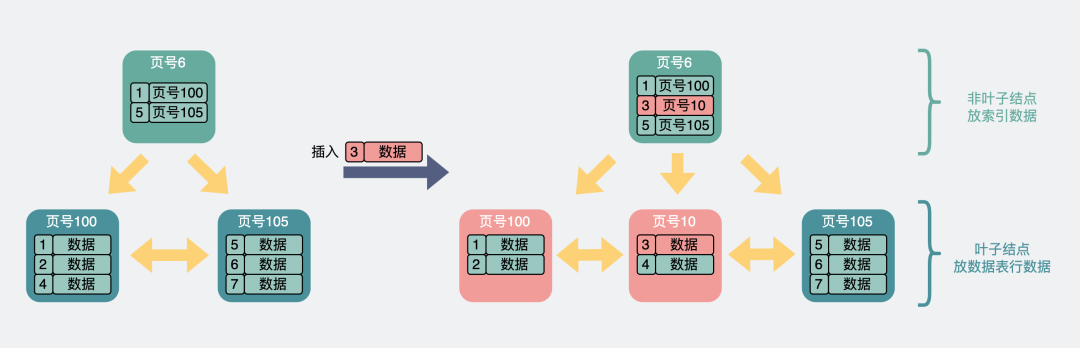 页号6
1 页号100
5 页号105
页号100
1 数据
2 数据
4 数据
页号105
5 数据
6 数据
7 数据
插入 3 数据
页号6
1 页号100
3 页号10
5 页号105
页号100
1 数据
2 数据
页号10
3 数据
4 数据
页号105
5 数据
6 数据
7 数据
非叶子结点
放索引数据
叶子结点
放数据表行数据